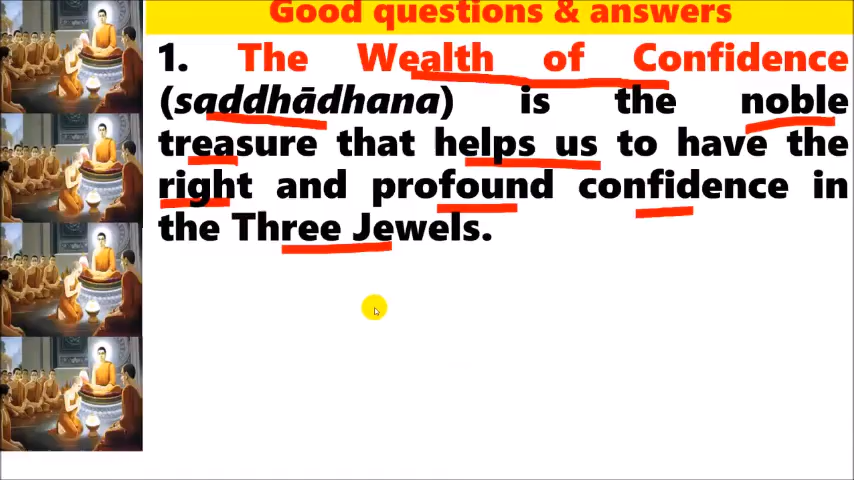 Good questions & answers
1. The Wealth of Confidence
(saddhādhana) is the noble
treasure that helps us to have the
right and profound confidence in
the Three Jewels.